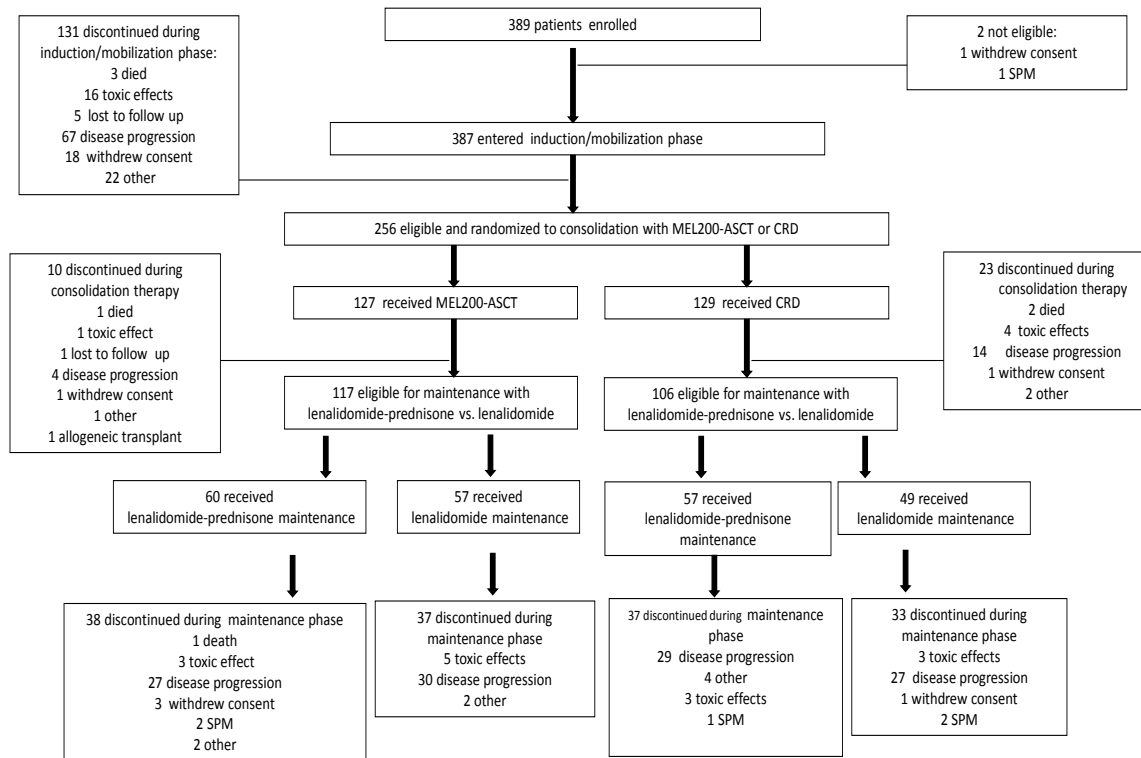 389 patients enrolled
131 discontinued during
induction/mobilization phase:
3 died
16 toxic effects
5 lost to follow up
67 disease progression
18 withdrew consent
22 other
2 not eligible:
1 withdrew consent
1 SPM
387 entered induction/mobilization phase
256 eligible and randomized to consolidation with MEL200-ASCT or CRD
10 discontinued during
consolidation therapy
1 died
1 toxic effect
1 lost to follow up
4 disease progression
1 withdrew consent
1 other
1 allogeneic transplant
127 received MEL200-ASCT
129 received CRD
23 discontinued during
consolidation therapy
2 died
4 toxic effects
14 disease progression
1 withdrew consent
2 other
117 eligible for maintenance with
lenalidomide-prednisone vs. lenalidomide
106 eligible for maintenance with
lenalidomide-prednisone vs. lenalidomide
60 received
lenalidomide-prednisone maintenance
57 received
lenalidomide maintenance
57 received
lenalidomide-prednisone
maintenance
49 received
lenalidomide maintenance
38 discontinued during maintenance phase
1 death
3 toxic effect
27 disease progression
3 withdrew consent
2 SPM
2 other
37 discontinued during
maintenance phase
5 toxic effects
30 disease progression
2 other
37 discontinued during maintenance
phase
29 disease progression
4 other
3 toxic effects
1 SPM
33 discontinued during
maintenance phase
3 toxic effects
27 disease progression
1 withdrew consent
2 SPM